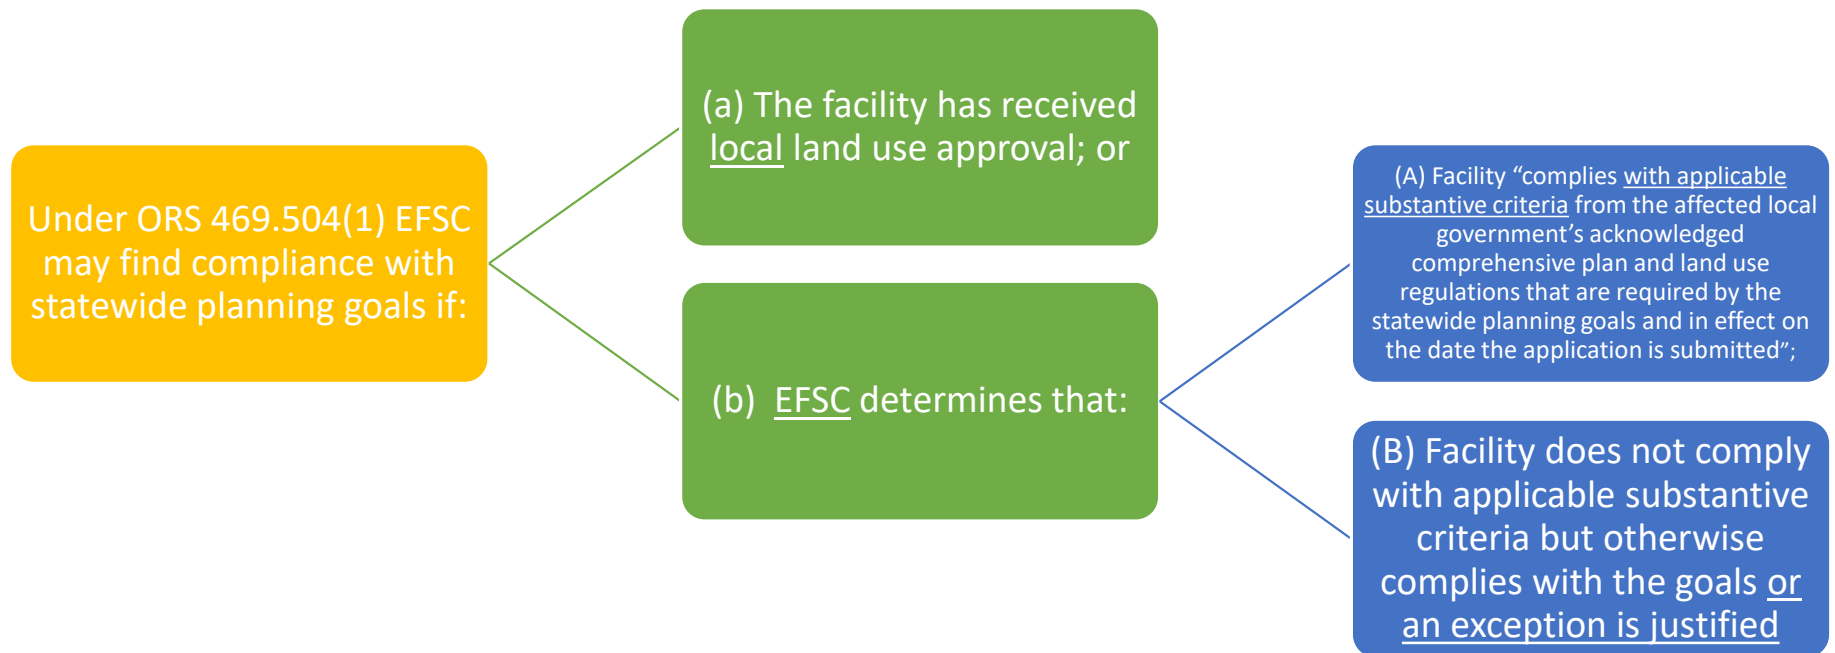 Under ORS 469.504(1) EFSC
may find compliance with
statewide planning goals if:
(a) The facility has received
local land use approval; or
(b) EFSC determines that:
(A) Facility “complies with applicable
substantive criteria from the affected local
government’s acknowledged
comprehensive plan and land use
regulations that are required by the
statewide planning goals and in effect on
the date the application is submitted”;
(B) Facility does not comply
with applicable substantive
criteria but otherwise
complies with the goals or
an exception is justified